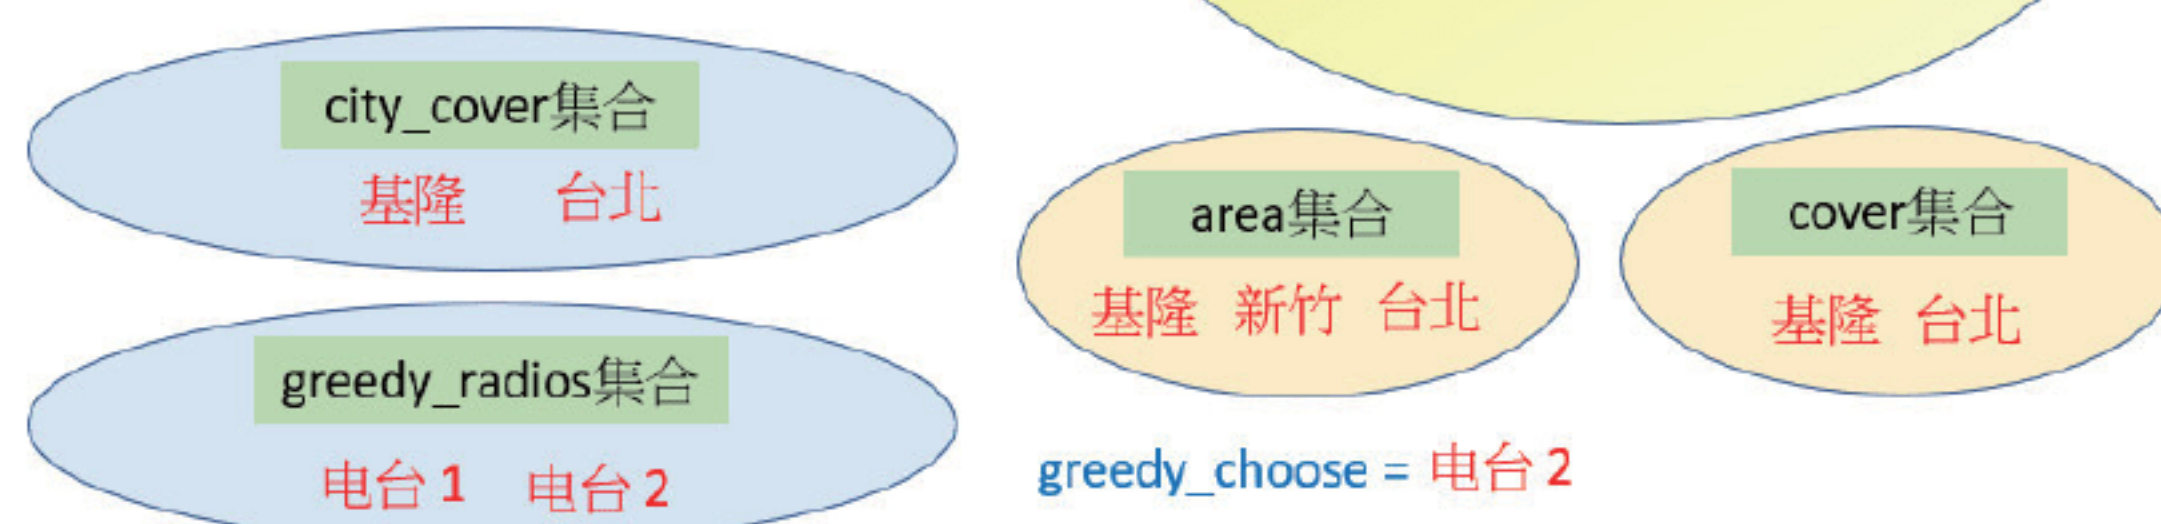 city_cover集合
基隆 台北
greedy_radios集合
电台 1 电台 2
area集合
基隆 新竹 台北
cover集合
基隆 台北
greedy_choose = 电台 2